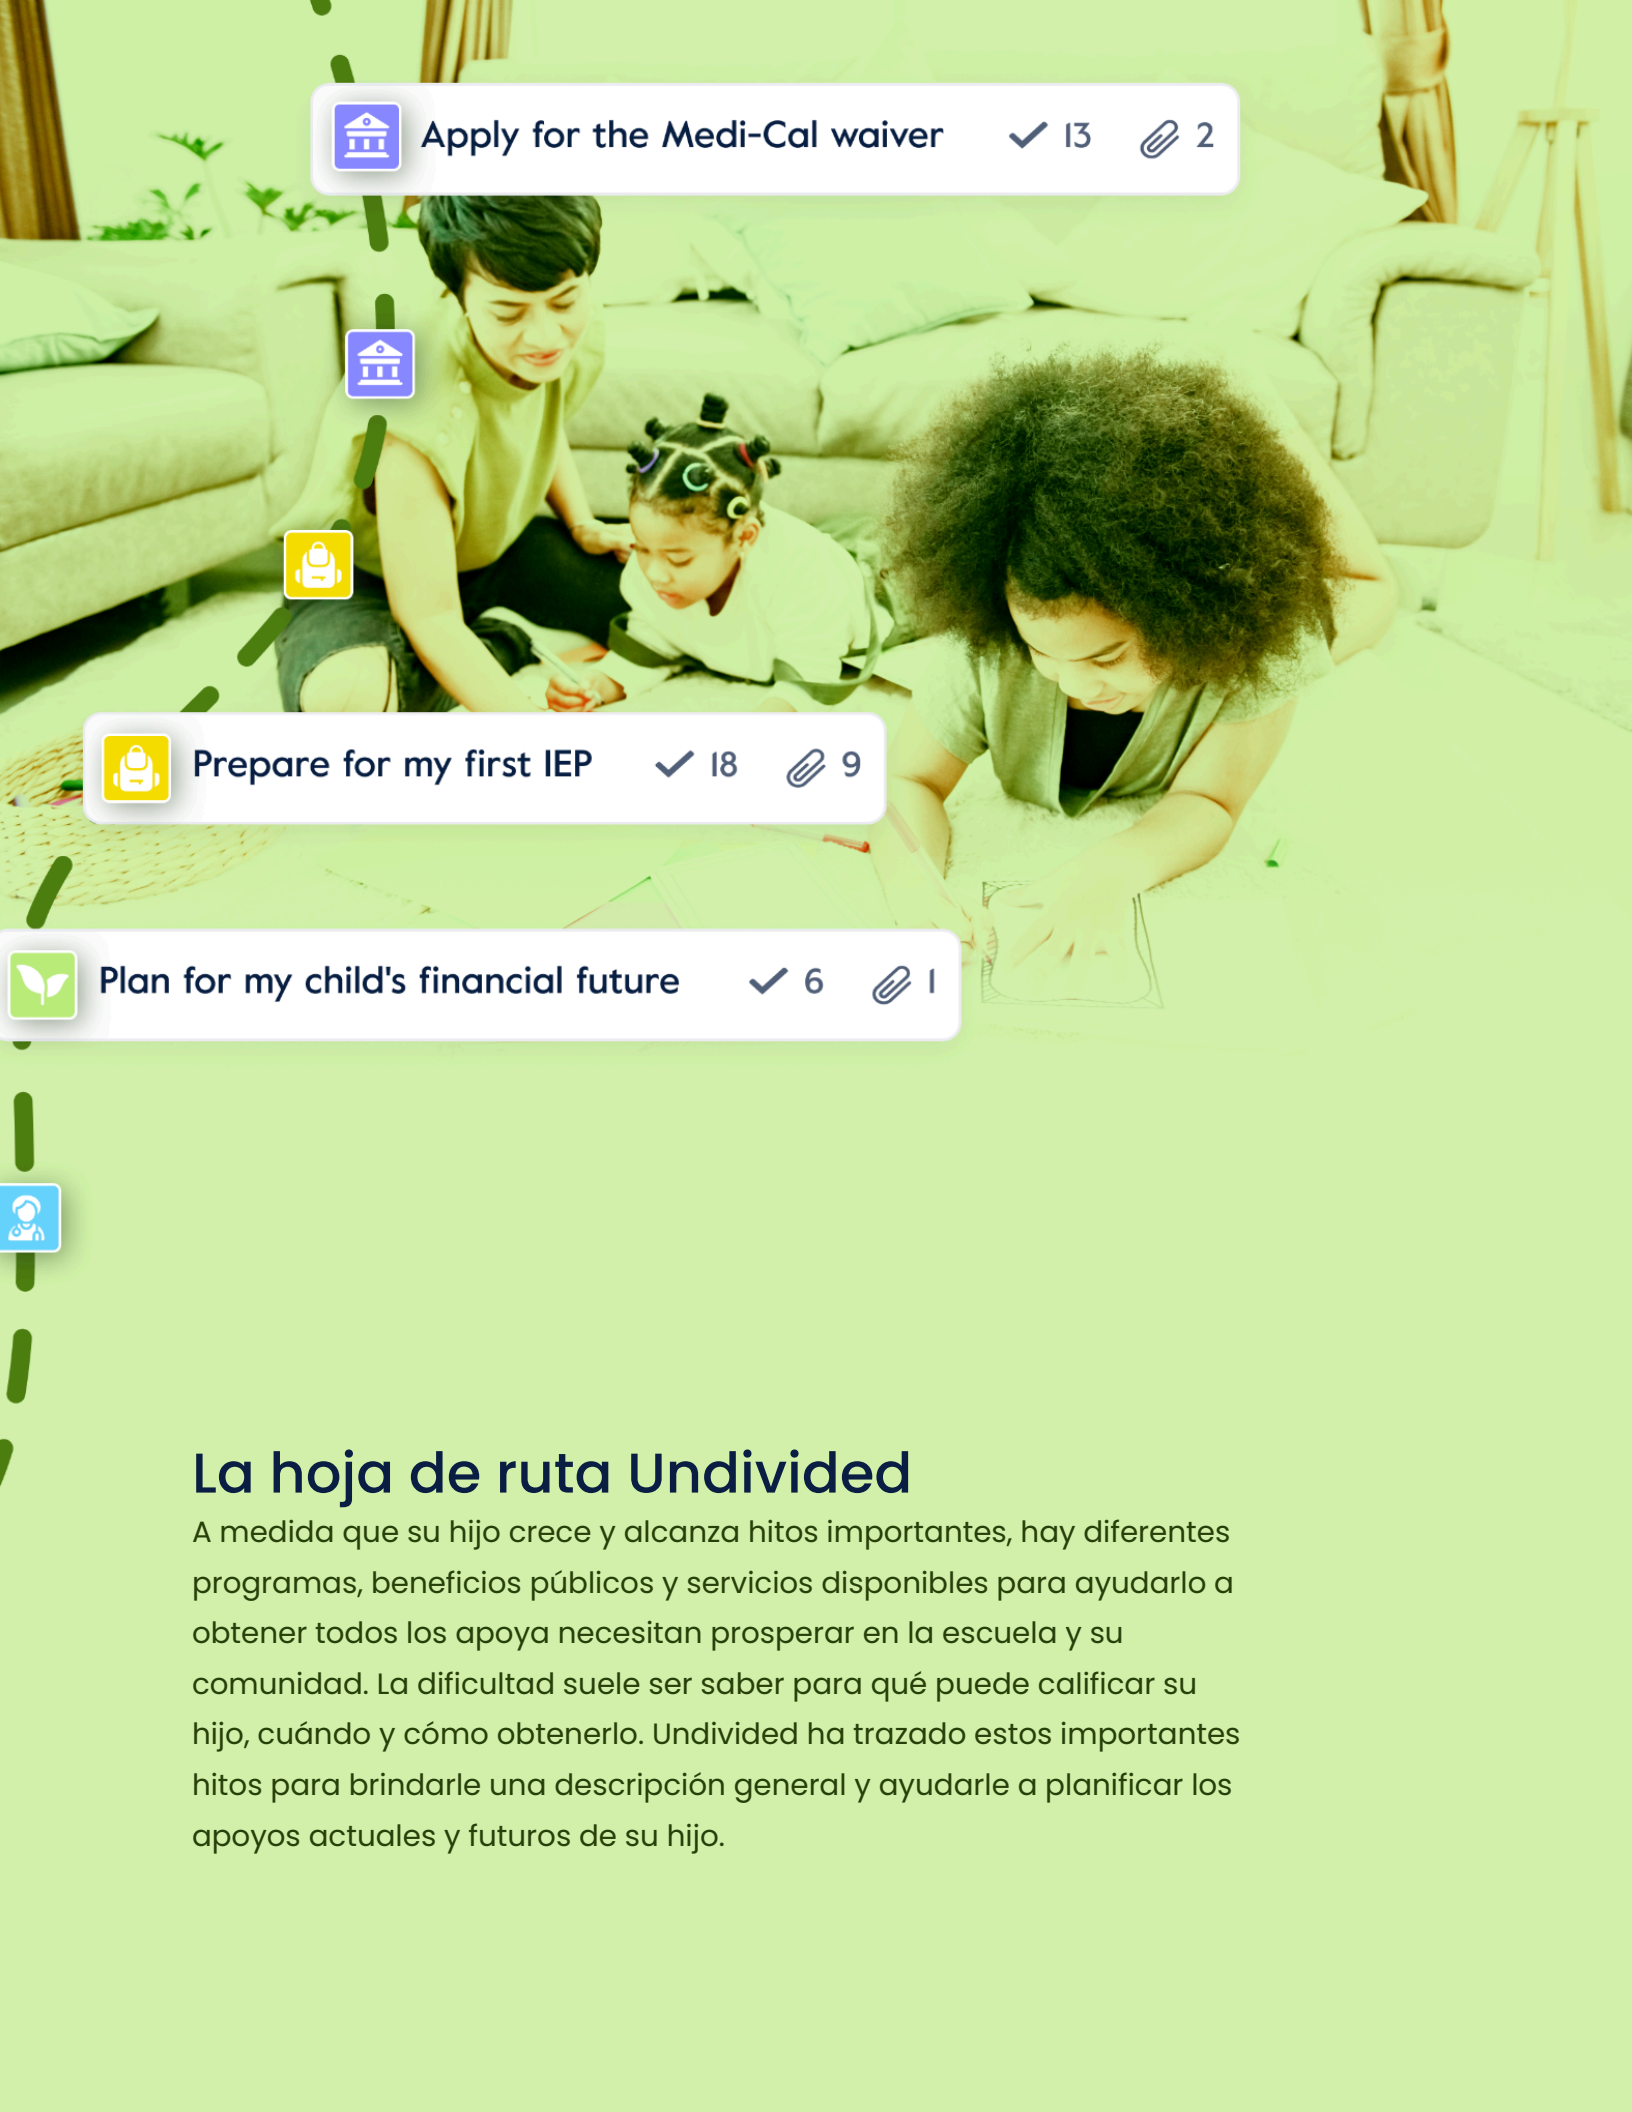 Apply for the Medi-Cal waiver 13 2
Prepare for my first IEP 18 9
Plan for my child's financial future 6 1
La hoja de ruta Undivided
A medida que su hijo crece y alcanza hitos importantes, hay diferentes
programas, beneficios públicos y servicios disponibles para ayudarlo a
obtener todos los apoya necesitan prosperar en la escuela y su
comunidad. La dificultad suele ser saber para qué puede calificar su
hijo, cuándo y cómo obtenerlo. Undivided ha trazado estos importantes
hitos para brindarle una descripción general y ayudarle a planificar los
apoyos actuales y futuros de su hijo.